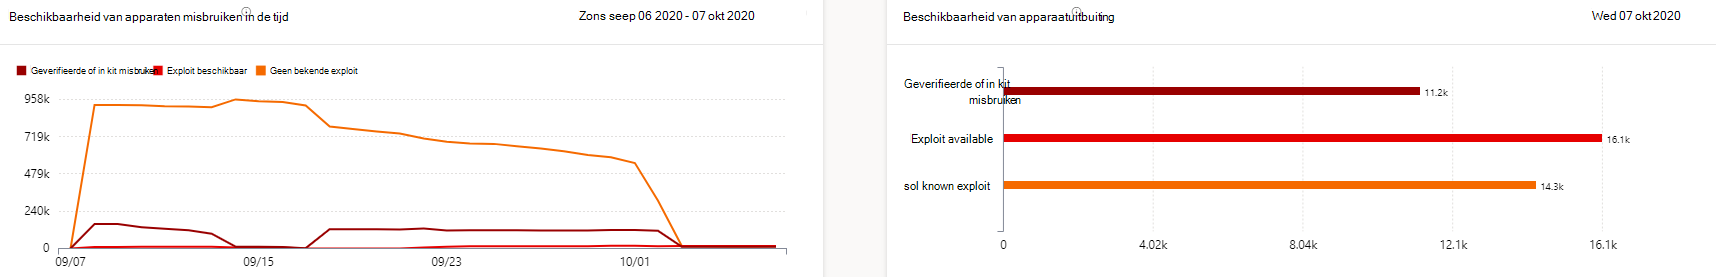 Beschikbaarheid van apparaten misbruiken in de tijd
Zons seep 06 2020 - 07 okt 2020
Geverifieerde of in kit misbruiken
Exploit beschikbaar
Geen bekende exploit
958k
719k
479k
240k
0
09/07
09/15
09/23
10/01
Beschikbaarheid van apparaatuitbuiting
Wed 07 okt 2020
Geverifieerde of in kit
misbruiken
11.2k
Exploit available
16.1k
sol known exploit
14.3k
0
4.02k
8.04k
12.1k
16.1k